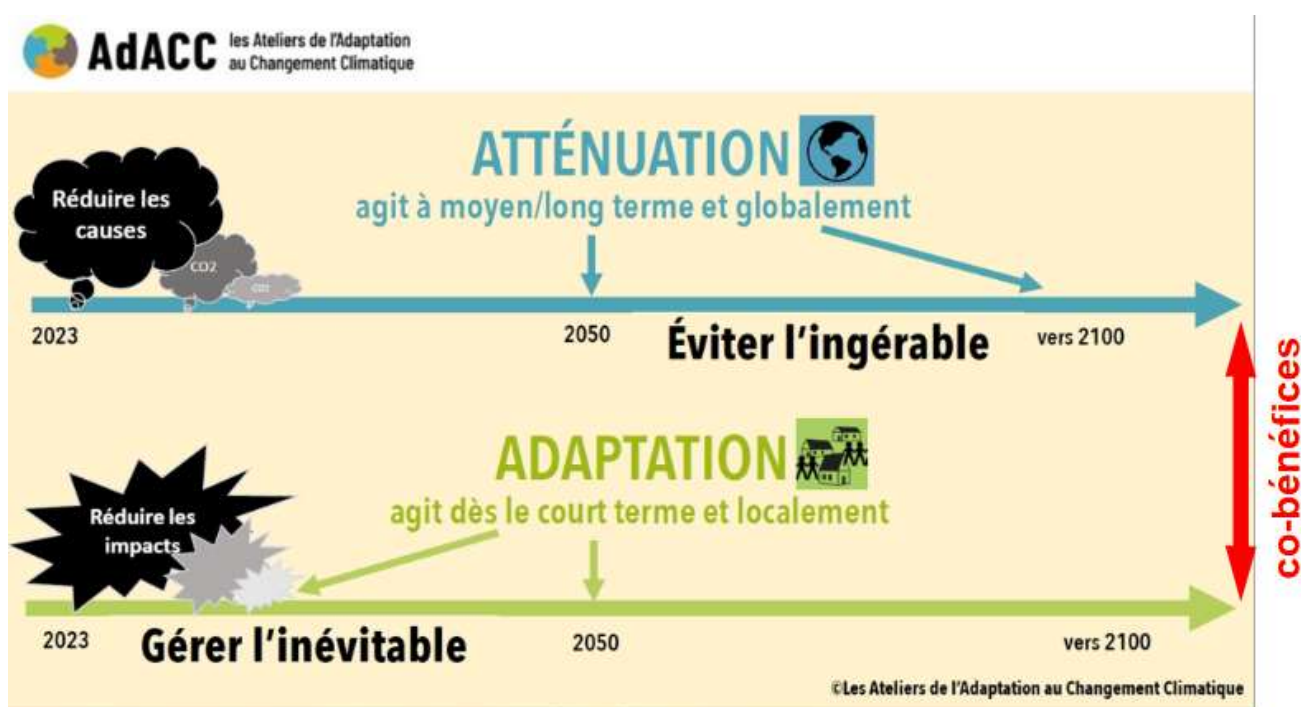 AdACC
les Ateliers de l'Adaptation
au Changement Climatique
ATTÉNUATION
agit à moyen/long terme et globalement
Réduire les
causes
CO2
CO2
2023
2050
Éviter l'ingérable
vers 2100
co-bénéfices
ADAPTATION
agit dès le court terme et localement
Réduire les
impacts
2023
Gérer l'inévitable
2050
vers 2100
©Les Ateliers de l'Adaptation au Changement Climatique